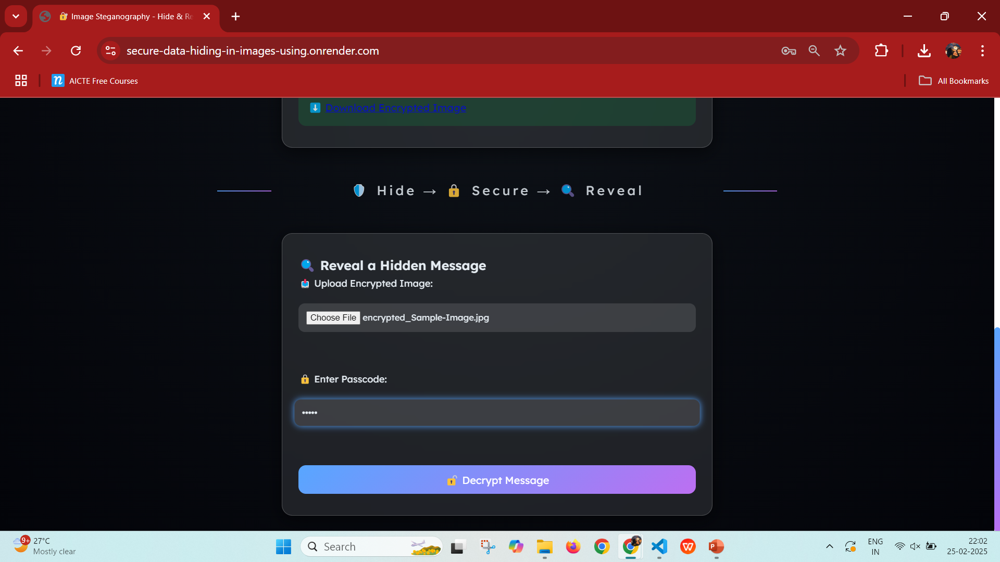 Image Steganography - Hide & Re
secure-data-hiding-in-images-using.onrender.com
AICTE Free Courses
All Bookmarks
Download Encrypted Image
Hide → Secure → Reveal
Reveal a Hidden Message
Upload Encrypted Image:
Choose File encrypted_Sample-Image.jpg
Enter Passcode:
•••••
Decrypt Message
9+
27°C
Mostly clear
Search
ENG
IN
22:02
25-02-2025